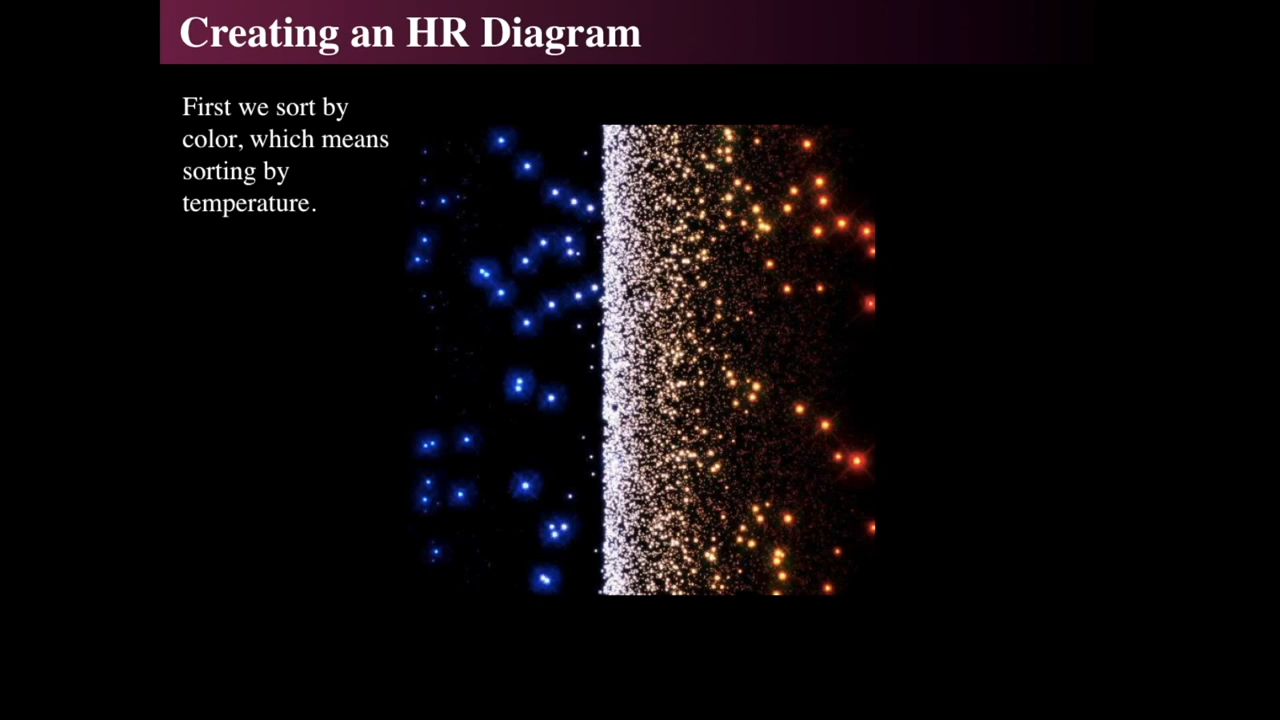 Creating an HR Diagram
First we sort by
color, which means
sorting by
temperature.